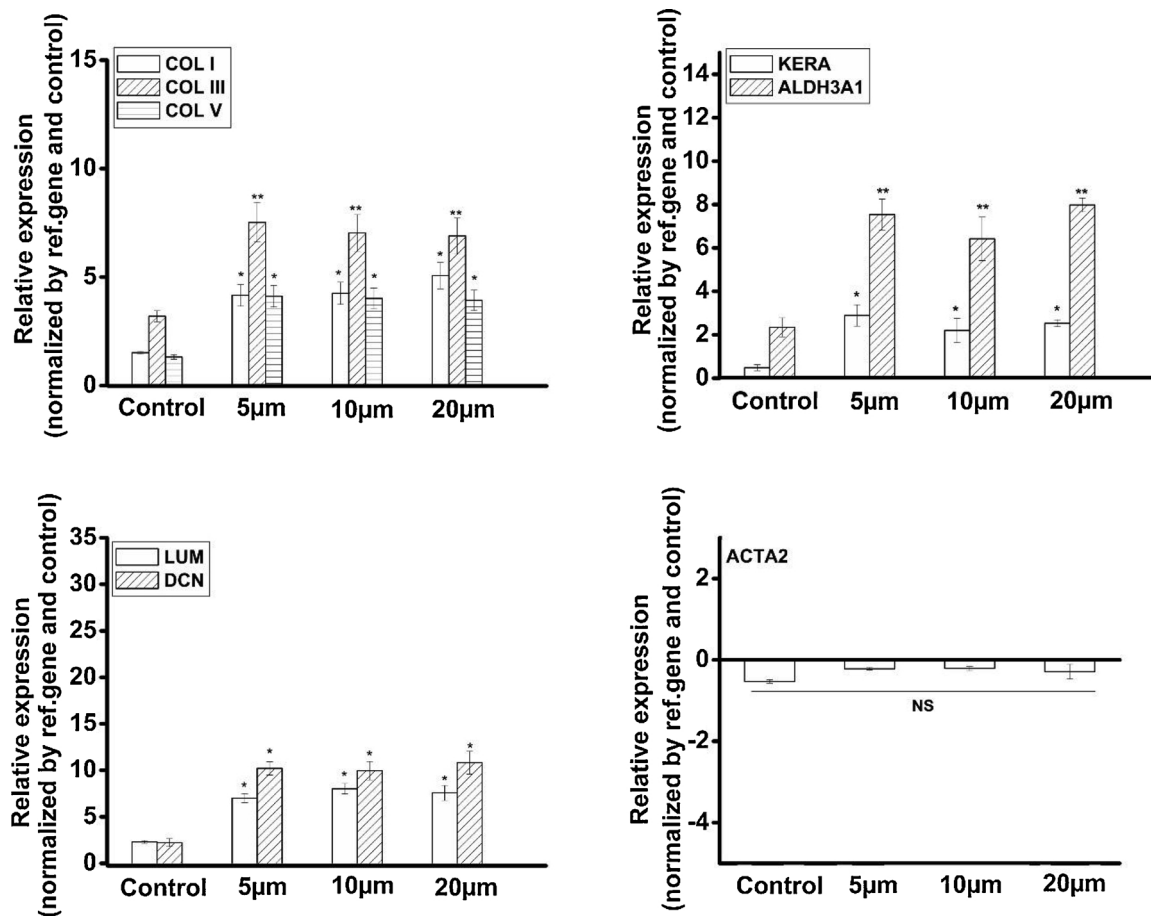 Relative expression
(normalized by ref.gene and control)
15
10
5
0
COL I
COL III
COL V
*
**
*
*
**
*
*
**
*
Control
5µm
10µm
20µm
Relative expression
(normalized by ref.gene and control)
14
12
10
8
6
4
2
0
KERA
ALDH3A1
*
**
*
**
*
**
Control
5µm
10µm
20µm
Relative expression
(normalized by ref.gene and control)
35
30
25
20
15
10
5
0
LUM
DCN
*
*
*
*
*
*
Control
5µm
10µm
20µm
Relative expression
(normalized by ref.gene and control)
2
0
-2
-4
ACTA2
NS
Control
5µm
10µm
20µm